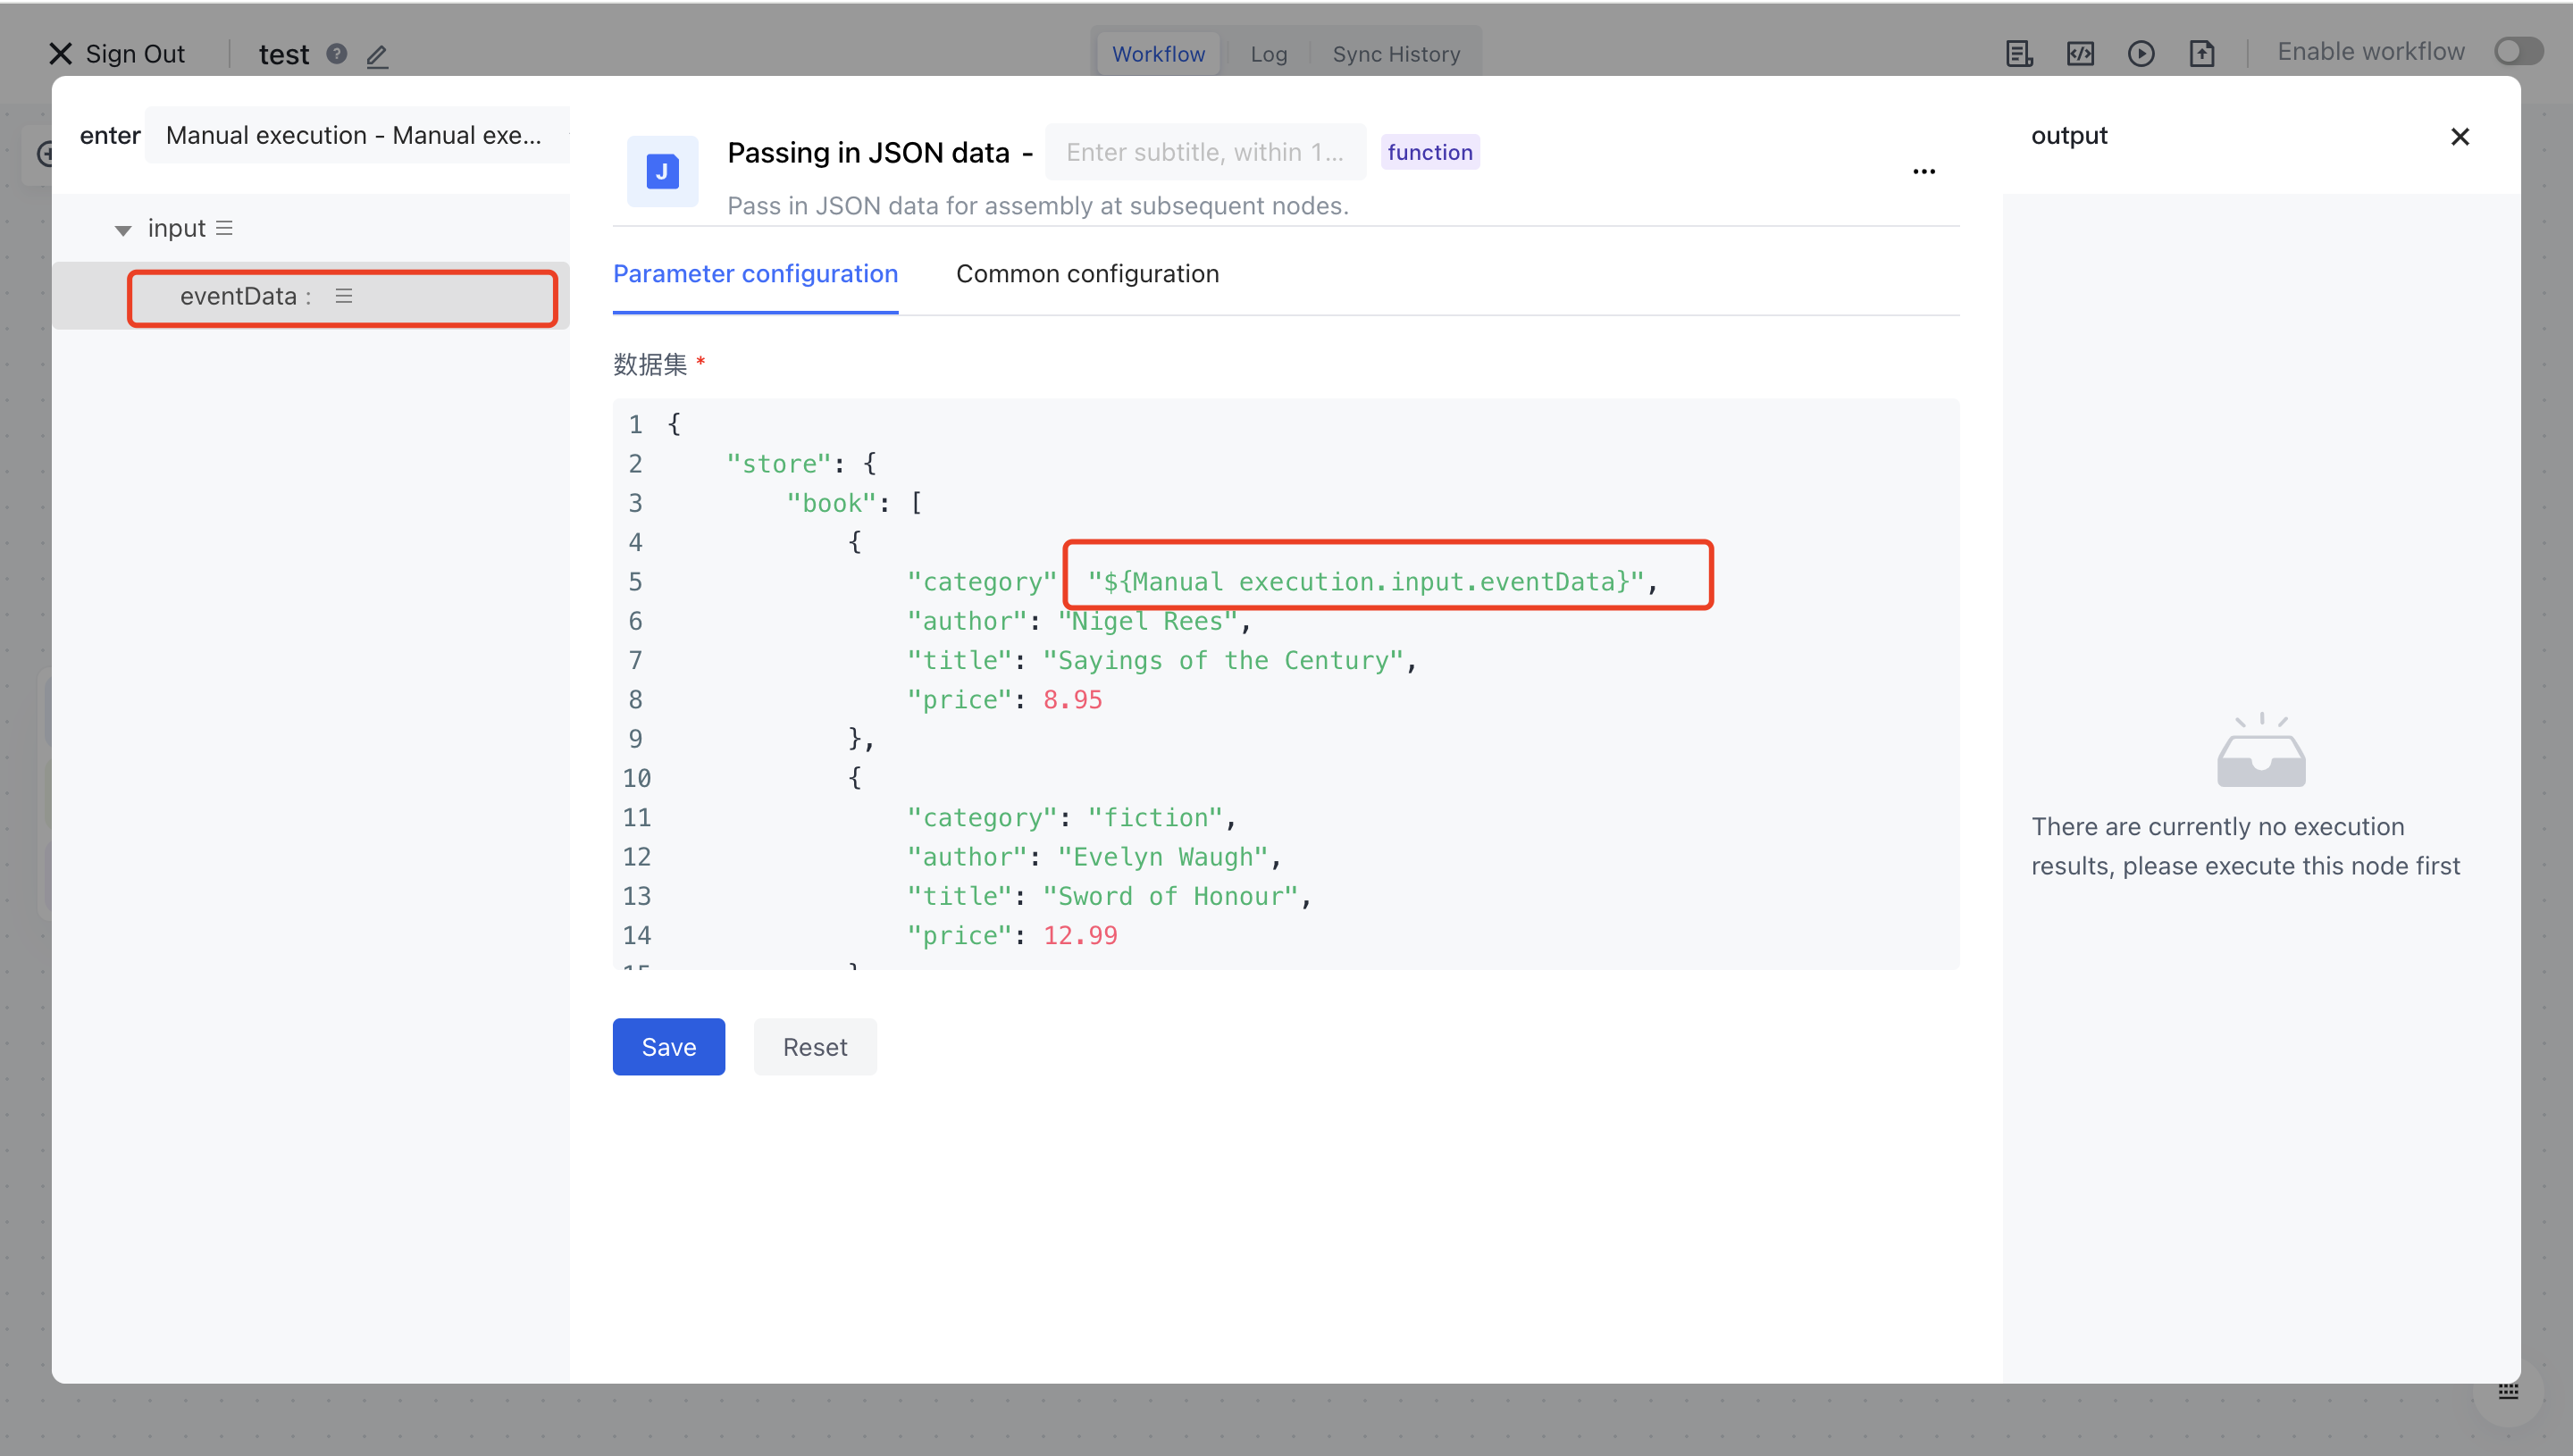 Sign Out
test
Workflow
Log
Sync History
Enable workflow
enter
Manual execution - Manual exe...
input
eventData :
J
Passing in JSON data -
Enter subtitle, within 1...
function
Pass in JSON data for assembly at subsequent nodes.
Parameter configuration
Common configuration
数据集 *
1 {
2 "store": {
3 "book": [
4 {
5 "category" "${Manual execution.input.eventData}",
6 "author": "Nigel Rees",
7 "title": "Sayings of the Century",
8 "price": 8.95
9 },
10 {
11 "category": "fiction",
12 "author": "Evelyn Waugh",
13 "title": "Sword of Honour",
14 "price": 12.99
Save
Reset
output
There are currently no execution
results, please execute this node first